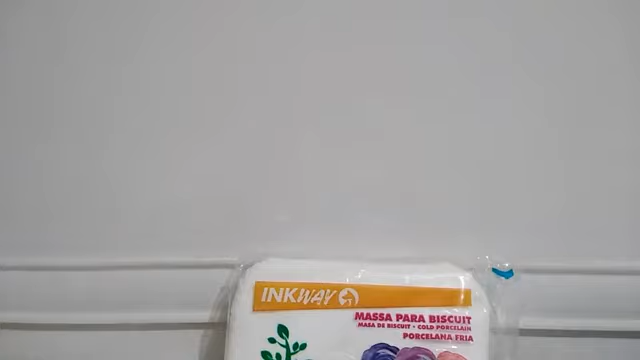 INKWAY
MASSA PARA BISCUIT
MASA DE BISCUIT • COLD PORCELAIN
PORCELANA FRIA